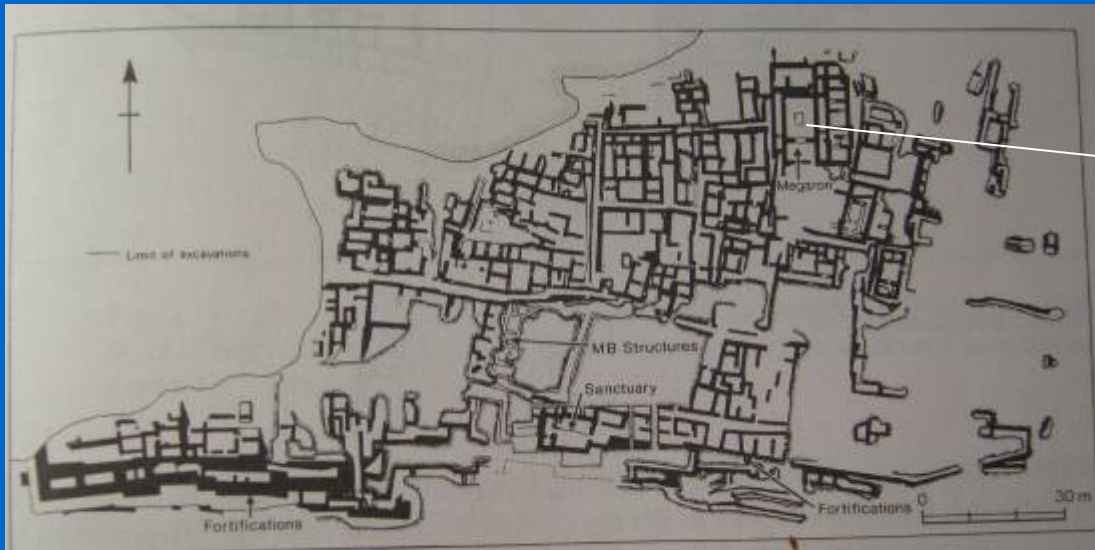 Megaron
Limit of excavations
MB Structures
Sanctuary
Fortifications
Fortifications
0 30 m